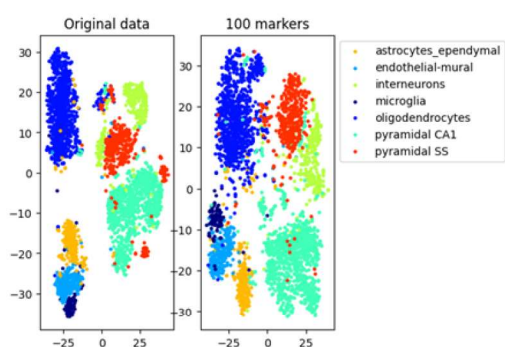 Original data
100 markers
30
20
10
0
−10
−20
−30
−25
0
25
30
20
10
0
−10
−20
−30
−25
0
25
astrocytes_ependymal
endothelial-mural
interneurons
microglia
oligodendrocytes
pyramidal CA1
pyramidal SS